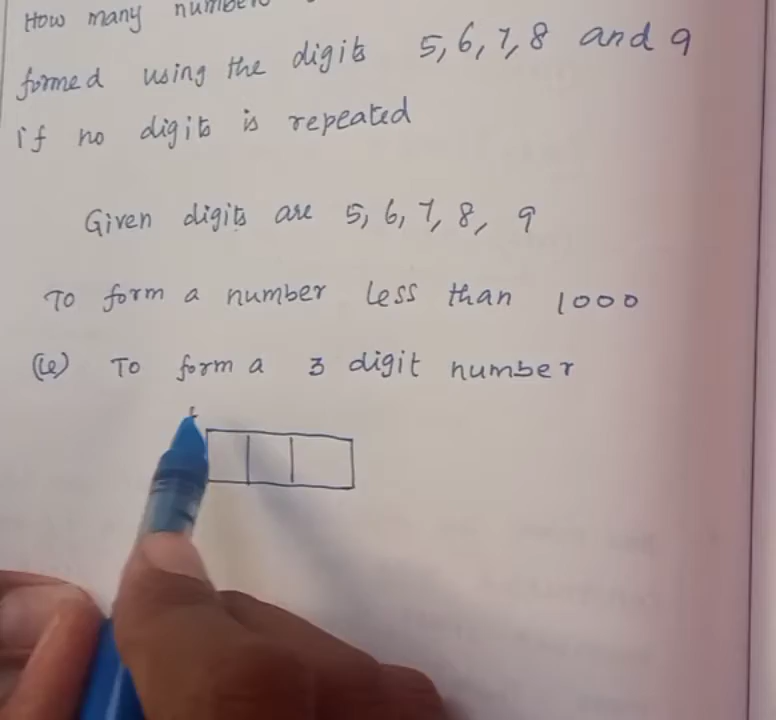 How many number
formed using the digits 5, 6, 7, 8 and 9
if no digits is repeated
Given digits are 5, 6, 7, 8, 9
To form a number less than 1000
(ie) To form a 3 digit number